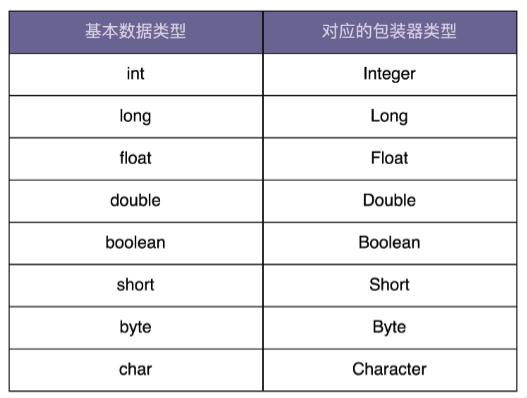 基本数据类型 对应的包装器类型
int Integer
long Long
float Float
double Double
boolean Boolean
short Short
byte Byte
char Character